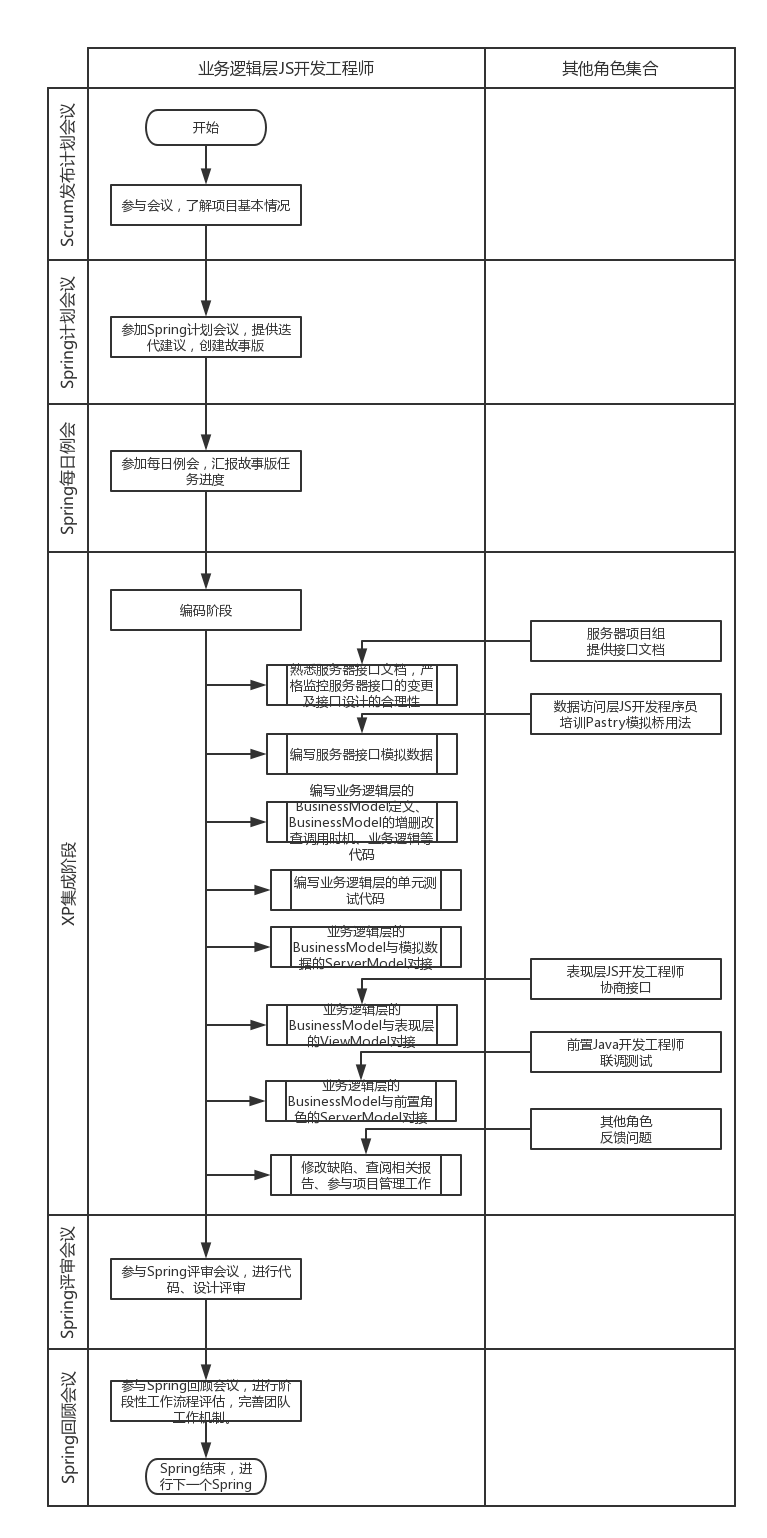 业务逻辑层JS开发工程师
其他角色集合
Scrum发布计划会议
开始
参与会议，了解项目基本情况
Spring计划会议
参加Spring计划会议，提供迭
代建议，创建故事版
Spring每日例会
参加每日例会，汇报故事版任
务进度
XP集成阶段
编码阶段
服务器项目组
提供接口文档
熟悉服务器接口文档，严
格监控服务器接口的变更
及接口设计的合理性
数据访问层JS开发程序员
培训Pastry模拟桥用法
编写服务器接口模拟数据
编写业务逻辑层的
BusinessModel定义、
BusinessModel的增删改
查调用时机、业务逻辑等
代码
编写业务逻辑层的单元测
试代码
业务逻辑层的
BusinessModel与模拟数
据的ServerModel对接
表现层JS开发工程师
协商接口
业务逻辑层的
BusinessModel与表现层
的ViewModel对接
前置Java开发工程师
联调测试
业务逻辑层的
BusinessModel与前置角
色的ServerModel对接
其他角色
反馈问题
修改缺陷、查阅相关报
告、参与项目管理工作
Spring评审会议
参与Spring评审会议，进行代
码、设计评审
Spring回顾会议
参与Spring回顾会议，进行阶
段性工作流程评估，完善团队
工作机制。
Spring结束，进
行下一个Spring